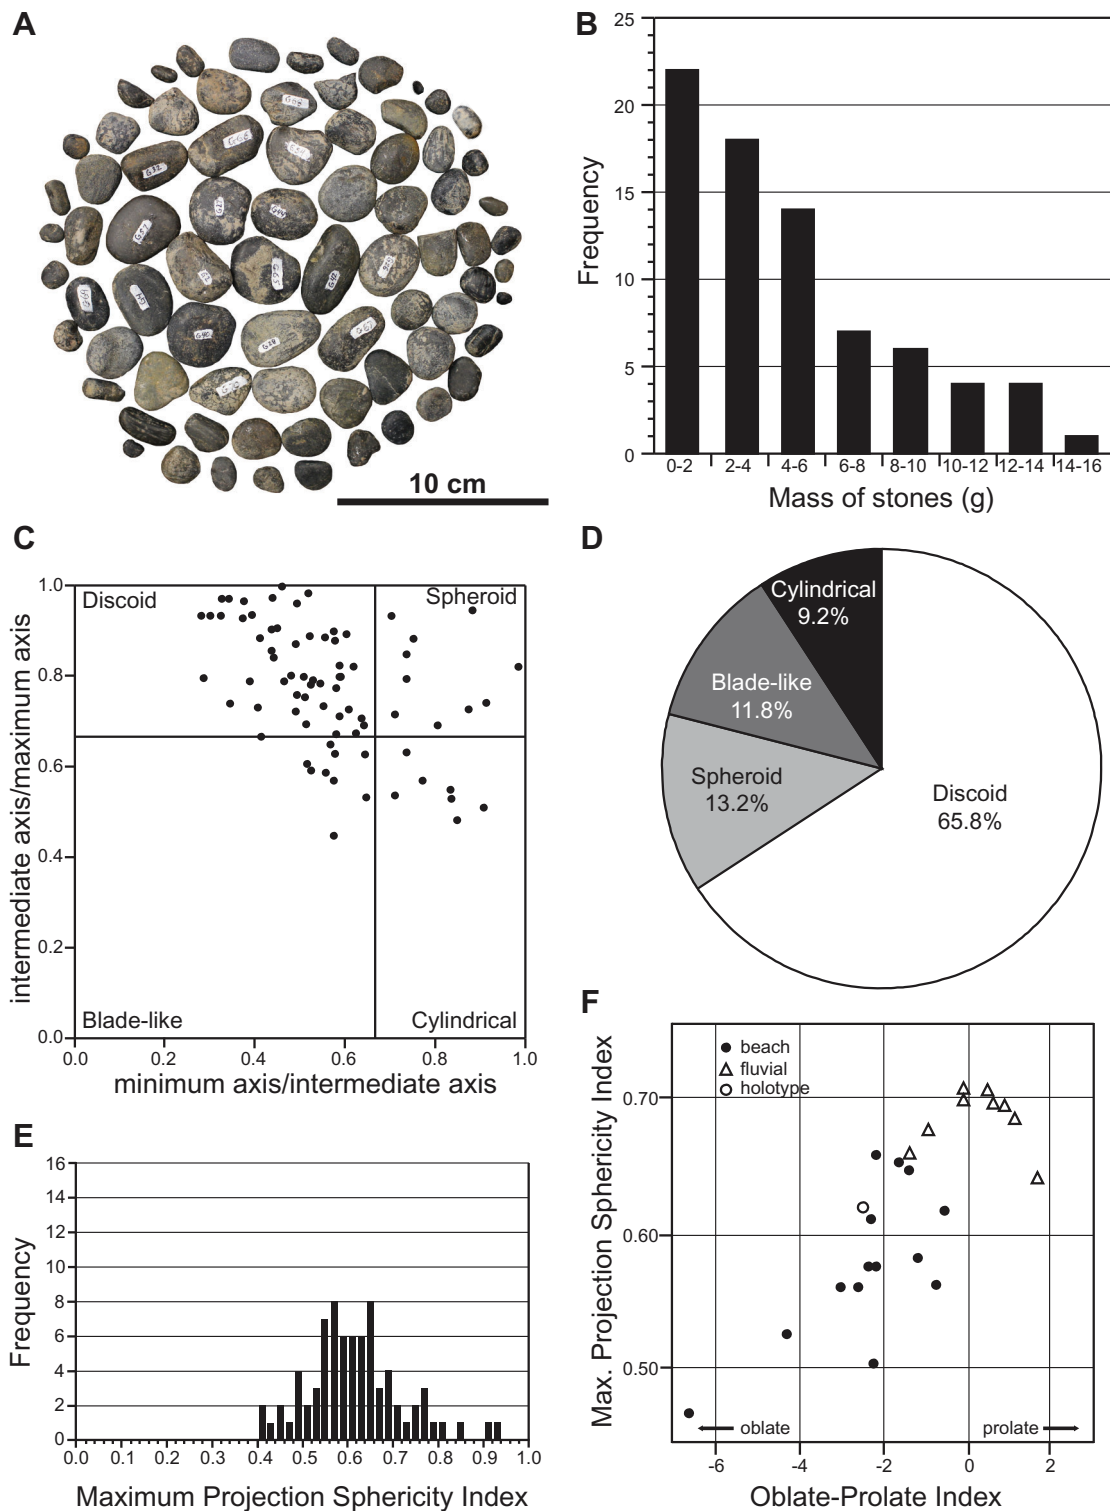 A
G68
G66
G54
G32
G57
G44
10 cm
B
Frequency
25
20
15
10
5
0
0-2 2-4 4-6 6-8 8-10 10-12 12-14 14-16
Mass of stones (g)
C
intermediate axis/maximum axis
1.0
0.8
0.6
0.4
0.2
0.0
Discoid Spheroid
Blade-like Cylindrical
0.0 0.2 0.4 0.6 0.8 1.0
minimum axis/intermediate axis
D
Cylindrical
9.2%
Blade-like
11.8%
Spheroid
13.2%
Discoid
65.8%
E
Frequency
16
14
12
10
8
6
4
2
0
0.0 0.1 0.2 0.3 0.4 0.5 0.6 0.7 0.8 0.9 1.0
Maximum Projection Sphericity Index
F
Max. Projection Sphericity Index
beach
fluvial
holotype
0.70
0.60
0.50
oblate prolate
-6 -4 -2 0 2
Oblate-Prolate Index